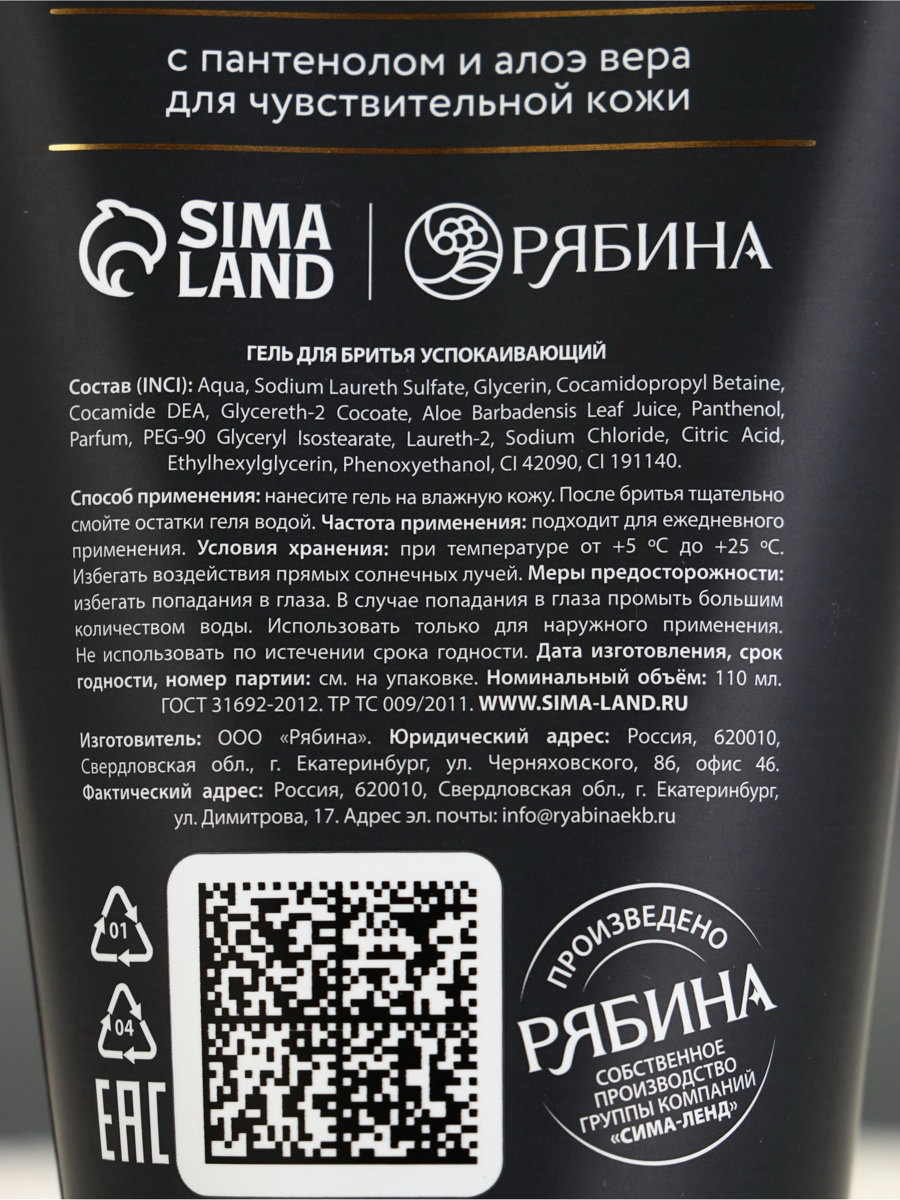 с пантенолом и алоэ вера
для чувствительной кожи
SIMA
LAND
РЯБИНА
ГЕЛЬ ДЛЯ БРИТЬЯ УСПОКАИВАЮЩИЙ
Состав (INCI): Aqua, Sodium Laureth Sulfate, Glycerin, Cocamidopropyl Betaine,
Cocamide DEA, Glycereth-2 Cocoate, Aloe Barbadensis Leaf Juice, Panthenol,
Parfum, PEG-90 Glyceryl Isostearate, Laureth-2, Sodium Chloride, Citric Acid,
Ethylhexylglycerin, Phenoxyethanol, CI 42090, CI 191140.
Способ применения: нанесите гель на влажную кожу. После бритья тщательно
смойте остатки геля водой. Частота применения: подходит для ежедневного
применения. Условия хранения: при температуре от +5 ºС до +25 ºС.
Избегать воздействия прямых солнечных лучей. Меры предосторожности:
избегать попадания в глаза. В случае попадания в глаза промыть большим
количеством воды. Использовать только для наружного применения.
Не использовать по истечении срока годности. Дата изготовления, срок
годности, номер партии: см. на упаковке. Номинальный объём: 110 мл.
ГОСТ 31692-2012. ТР ТС 009/2011. WWW.SIMA-LAND.RU
Изготовитель: ООО «Рябина». Юридический адрес: Россия, 620010,
Свердловская обл., г. Екатеринбург, ул. Черняховского, 86, офис 46.
Фактический адрес: Россия, 620010, Свердловская обл., г. Екатеринбург,
ул. Димитрова, 17. Адрес эл. почты: info@ryabinaekb.ru
01
04
EAC
ПРОИЗВЕДЕНО
РЯБИНА
СОБСТВЕННОЕ
ПРОИЗВОДСТВО
ГРУППЫ КОМПАНИЙ
«СИМА-ЛЕНД»